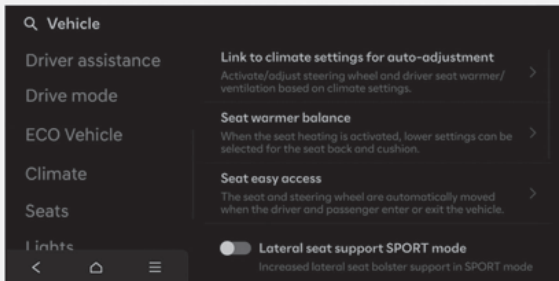 Vehicle
Driver assistance
Drive mode
ECO Vehicle
Climate
Seats
Lights
Link to climate settings for auto-adjustment
Activate/adjust steering wheel and driver seat warmer/
ventilation based on climate settings.
Seat warmer balance
When the seat heating is activated, lower settings can be
selected for the seat back and cushion.
Seat easy access
The seat and steering wheel are automatically moved
when the driver and passenger enter or exit the vehicle.
Lateral seat support SPORT mode
Increased lateral seat bolster support in SPORT mode